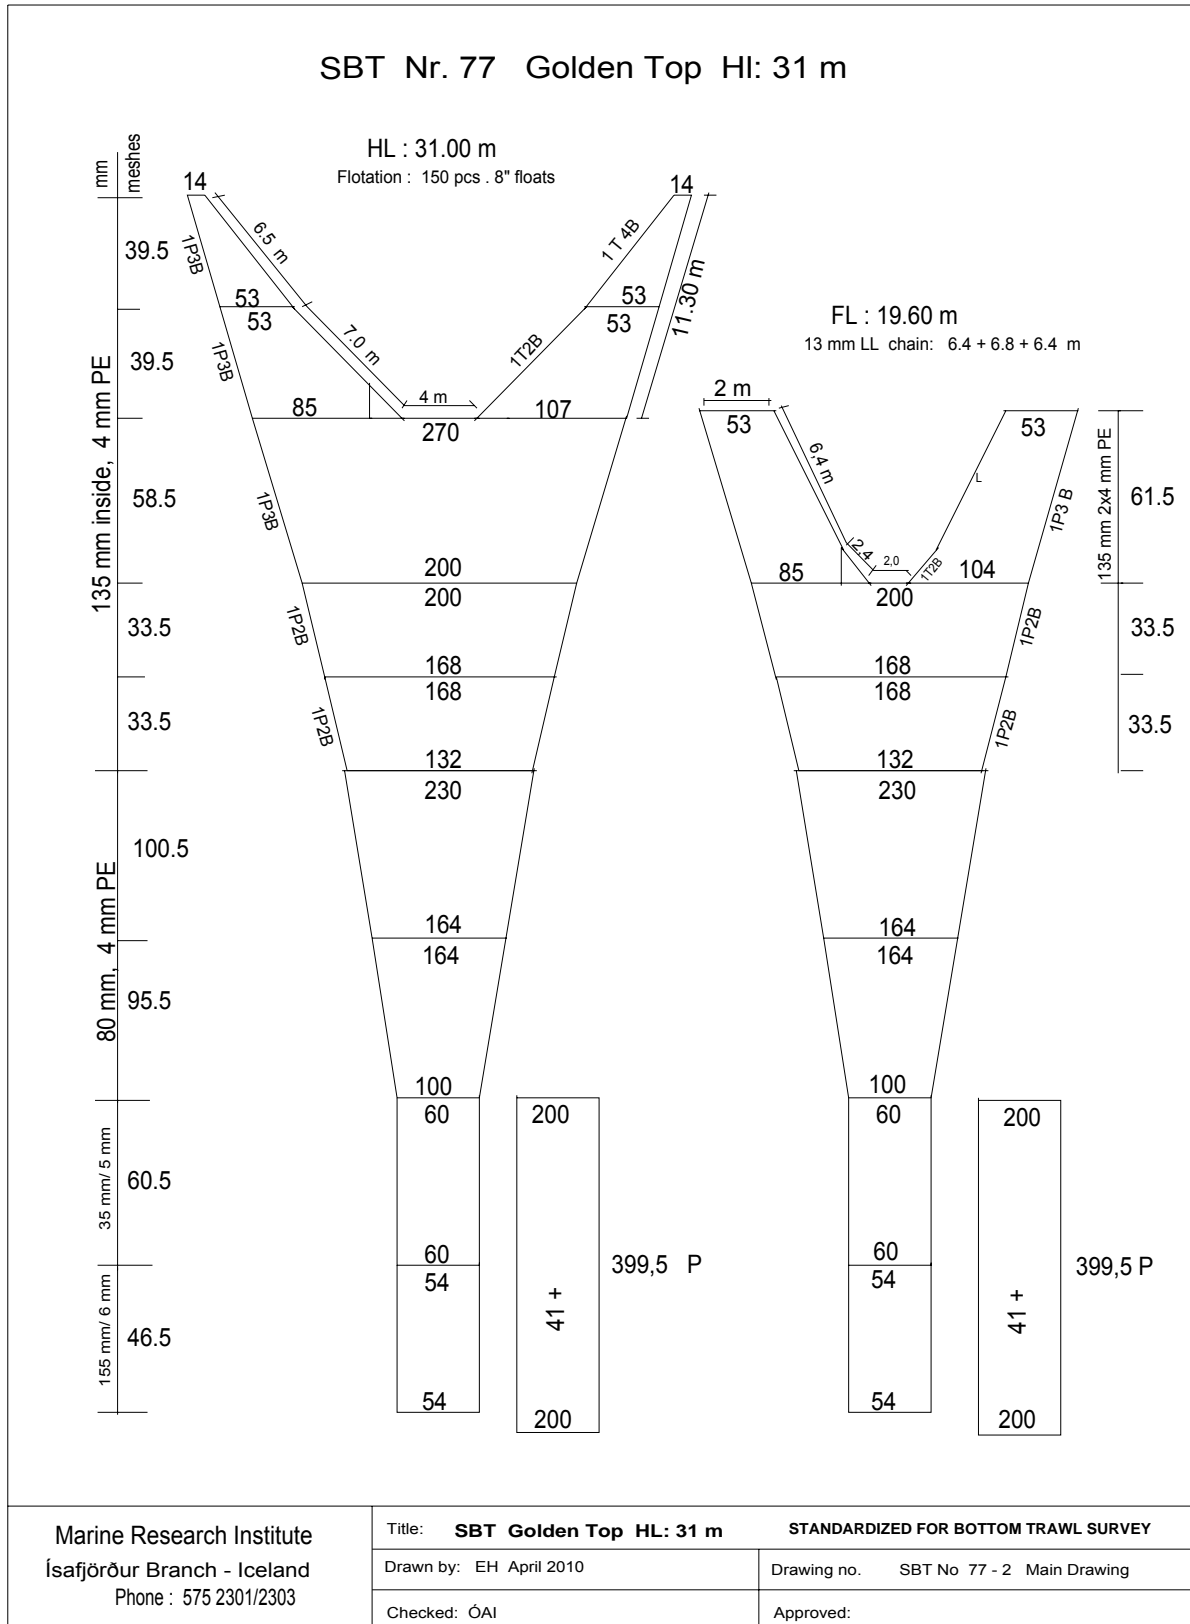 SBT Nr. 77 Golden Top Hl: 31 m
HL : 31.00 m
Flotation : 150 pcs . 8" floats
mm
meshes
14
14
6.5 m
1 T 4B
1P3B
39.5
53
53
53
53
11.30 m
7.0 m
1T2B
1P3B
39.5
4 m
85
107
270
135 mm inside, 4 mm PE
58.5
1P3B
200
200
33.5
1P2B
168
168
33.5
1P2B
132
230
80 mm, 4 mm PE
100.5
164
164
95.5
100
60
200
35 mm/ 5 mm
60.5
60
54
399,5 P
155 mm/ 6 mm
46.5
41 +
54
200
FL : 19.60 m
13 mm LL chain: 6.4 + 6.8 + 6.4 m
2 m
53
53
6,4 m
L
1P3 B
135 mm 2x4 mm PE
61.5
2,4
2,0
1T2B
85
104
200
1P2B
33.5
168
168
1P2B
33.5
132
230
164
164
100
60
200
60
54
399,5 P
41 +
54
200
Marine Research Institute
Ísafjörður Branch - Iceland
Phone : 575 2301/2303
Title: SBT Golden Top HL: 31 m
STANDARDIZED FOR BOTTOM TRAWL SURVEY
Drawn by: EH April 2010
Drawing no. SBT No 77 - 2 Main Drawing
Checked: ÓAI
Approved: